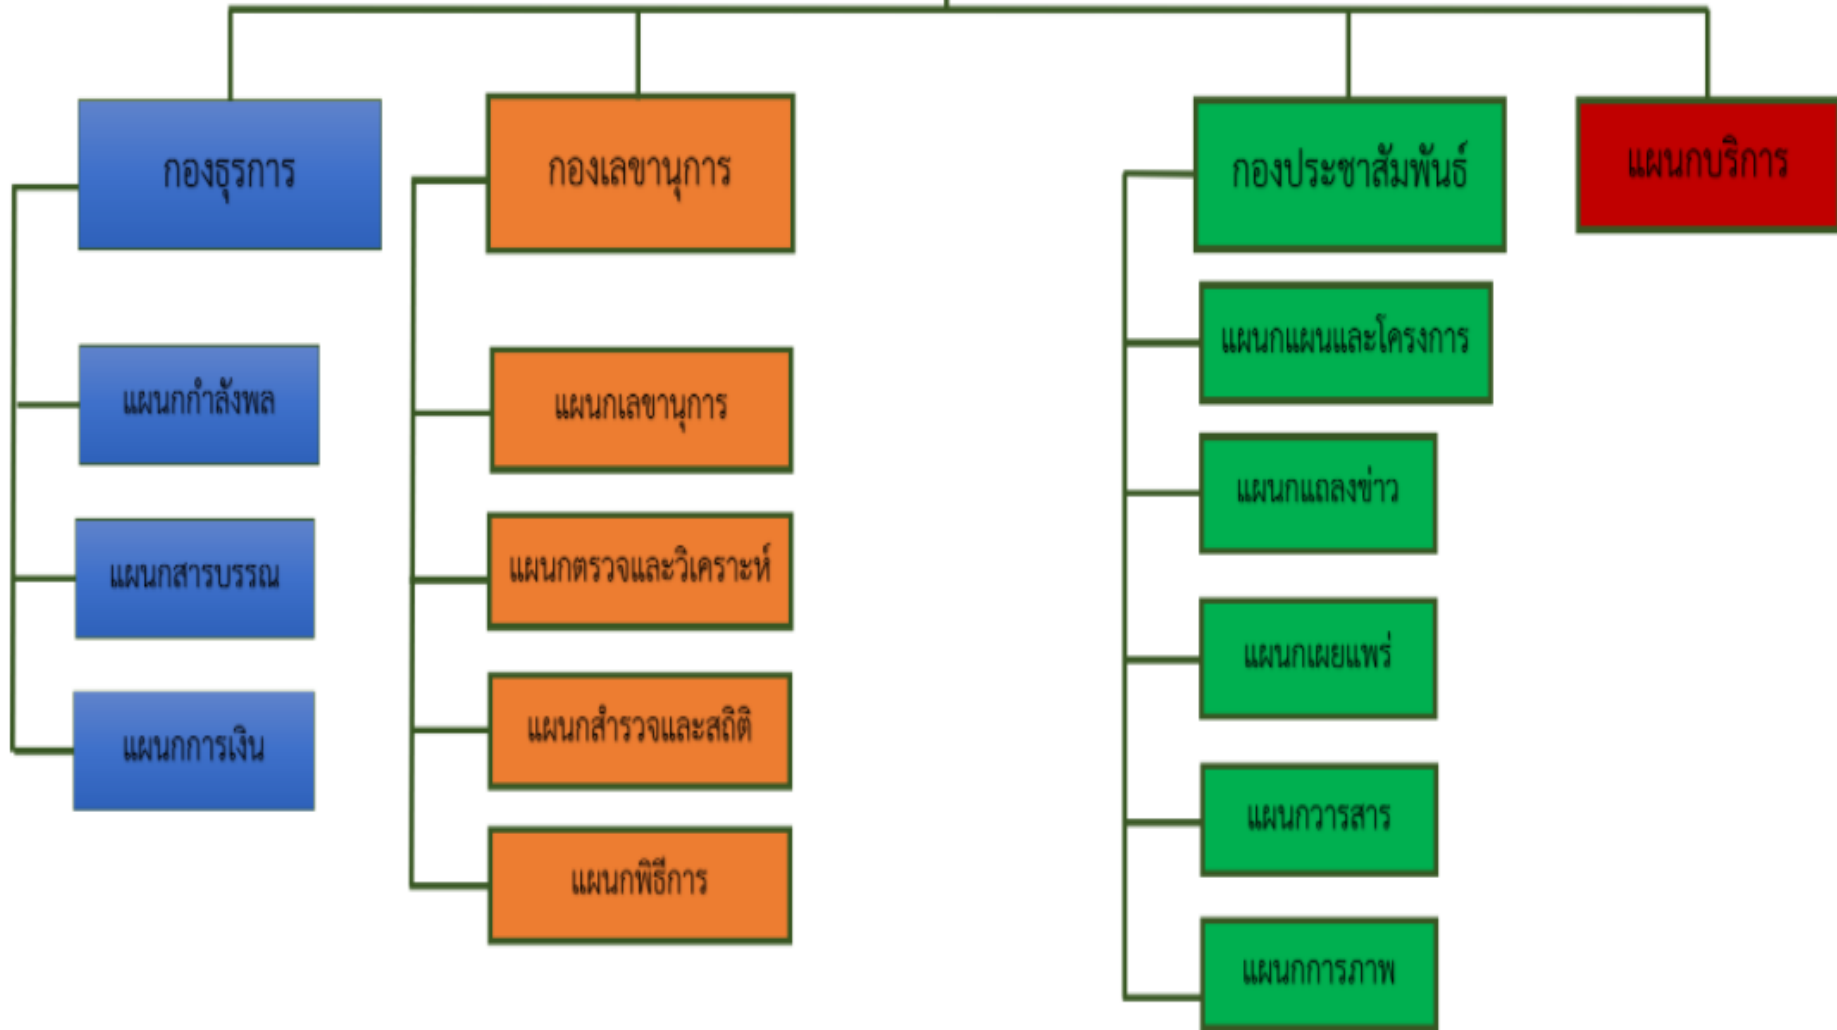 กองธุรการ
กองเลขานุการ
กองประชาสัมพันธ์
แผนกบริการ
แผนกกำลังพล
แผนกสารบรรณ
แผนกการเงิน
แผนกเลขานุการ
แผนกตรวจและวิเคราะห์
แผนกสำรวจและสถิติ
แผนกพิธีการ
แผนกแผนและโครงการ
แผนกแถลงข่าว
แผนกเผยแพร่
แผนกวารสาร
แผนกการภาพ